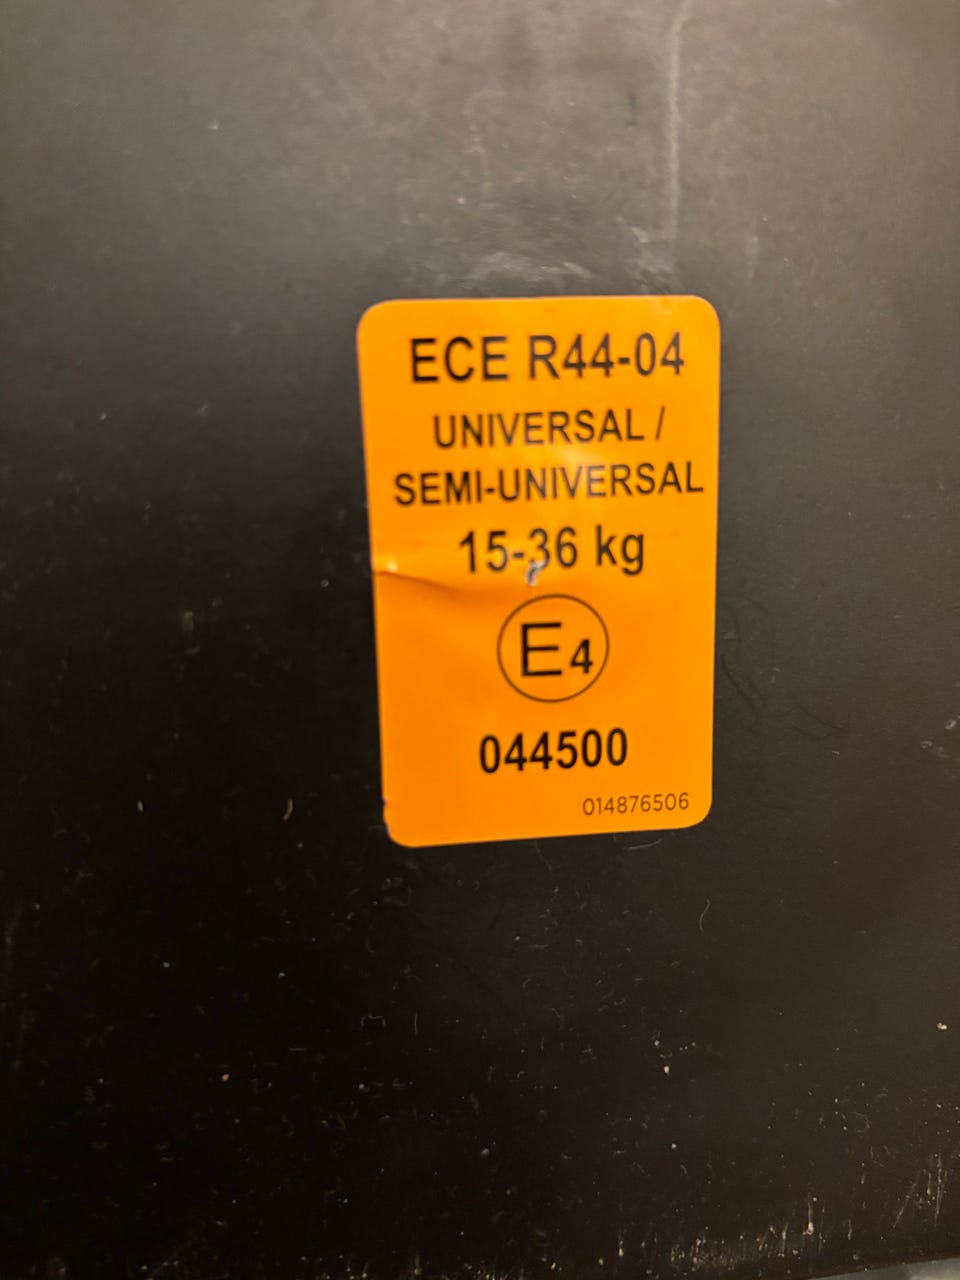 ECE R44-04
UNIVERSAL /
SEMI-UNIVERSAL
15-36 kg
E4
044500
014876506